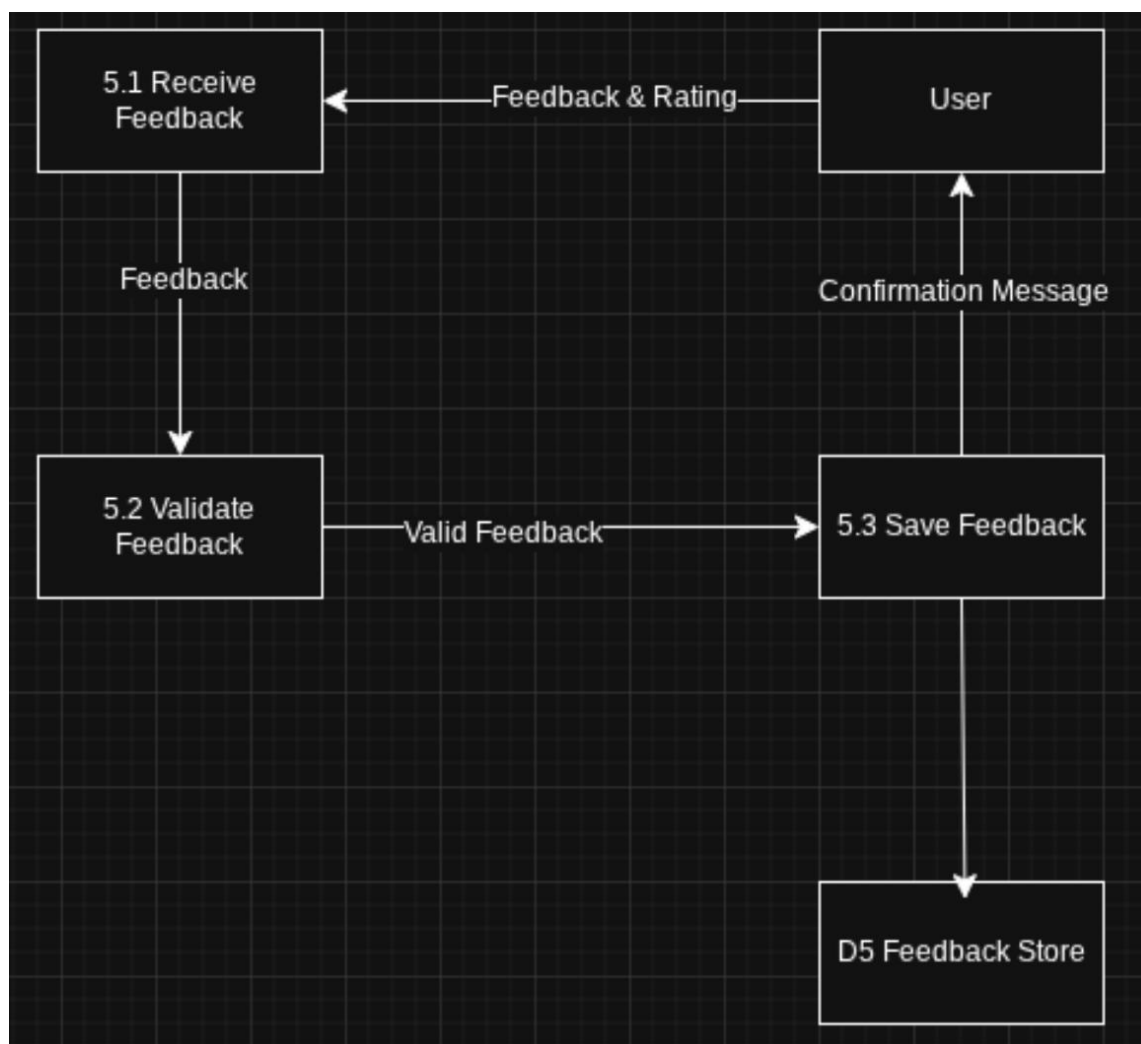 5.1 Receive
Feedback
Feedback & Rating
User
Feedback
Confirmation Message
5.2 Validate
Feedback
Valid Feedback
5.3 Save Feedback
D5 Feedback Store